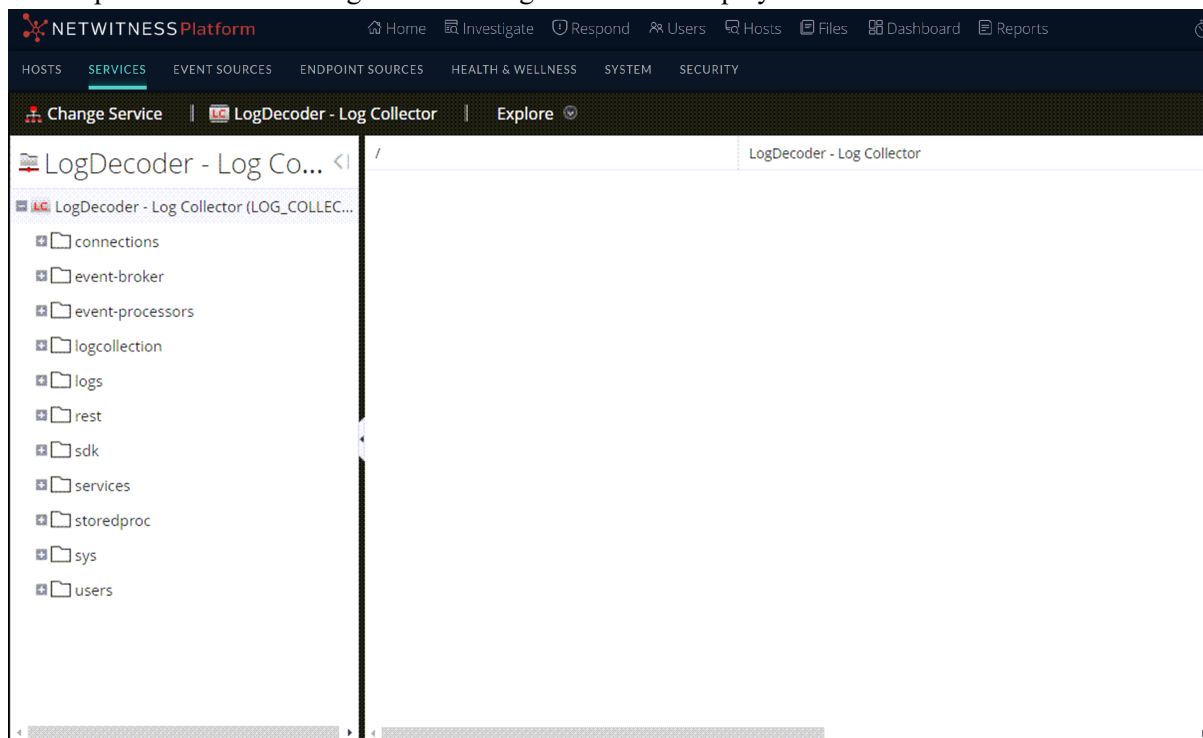 NETWITNESS Platform Home Investigate Respond Users Hosts Files Dashboard Reports
HOSTS SERVICES EVENT SOURCES ENDPOINT SOURCES HEALTH & WELLNESS SYSTEM SECURITY
Change Service LC LogDecoder - Log Collector Explore
LogDecoder - Log Co...
/ LogDecoder - Log Collector
LC LogDecoder - Log Collector (LOG_COLLEC...
connections
event-broker
event-processors
logcollection
logs
rest
sdk
services
storedproc
sys
users